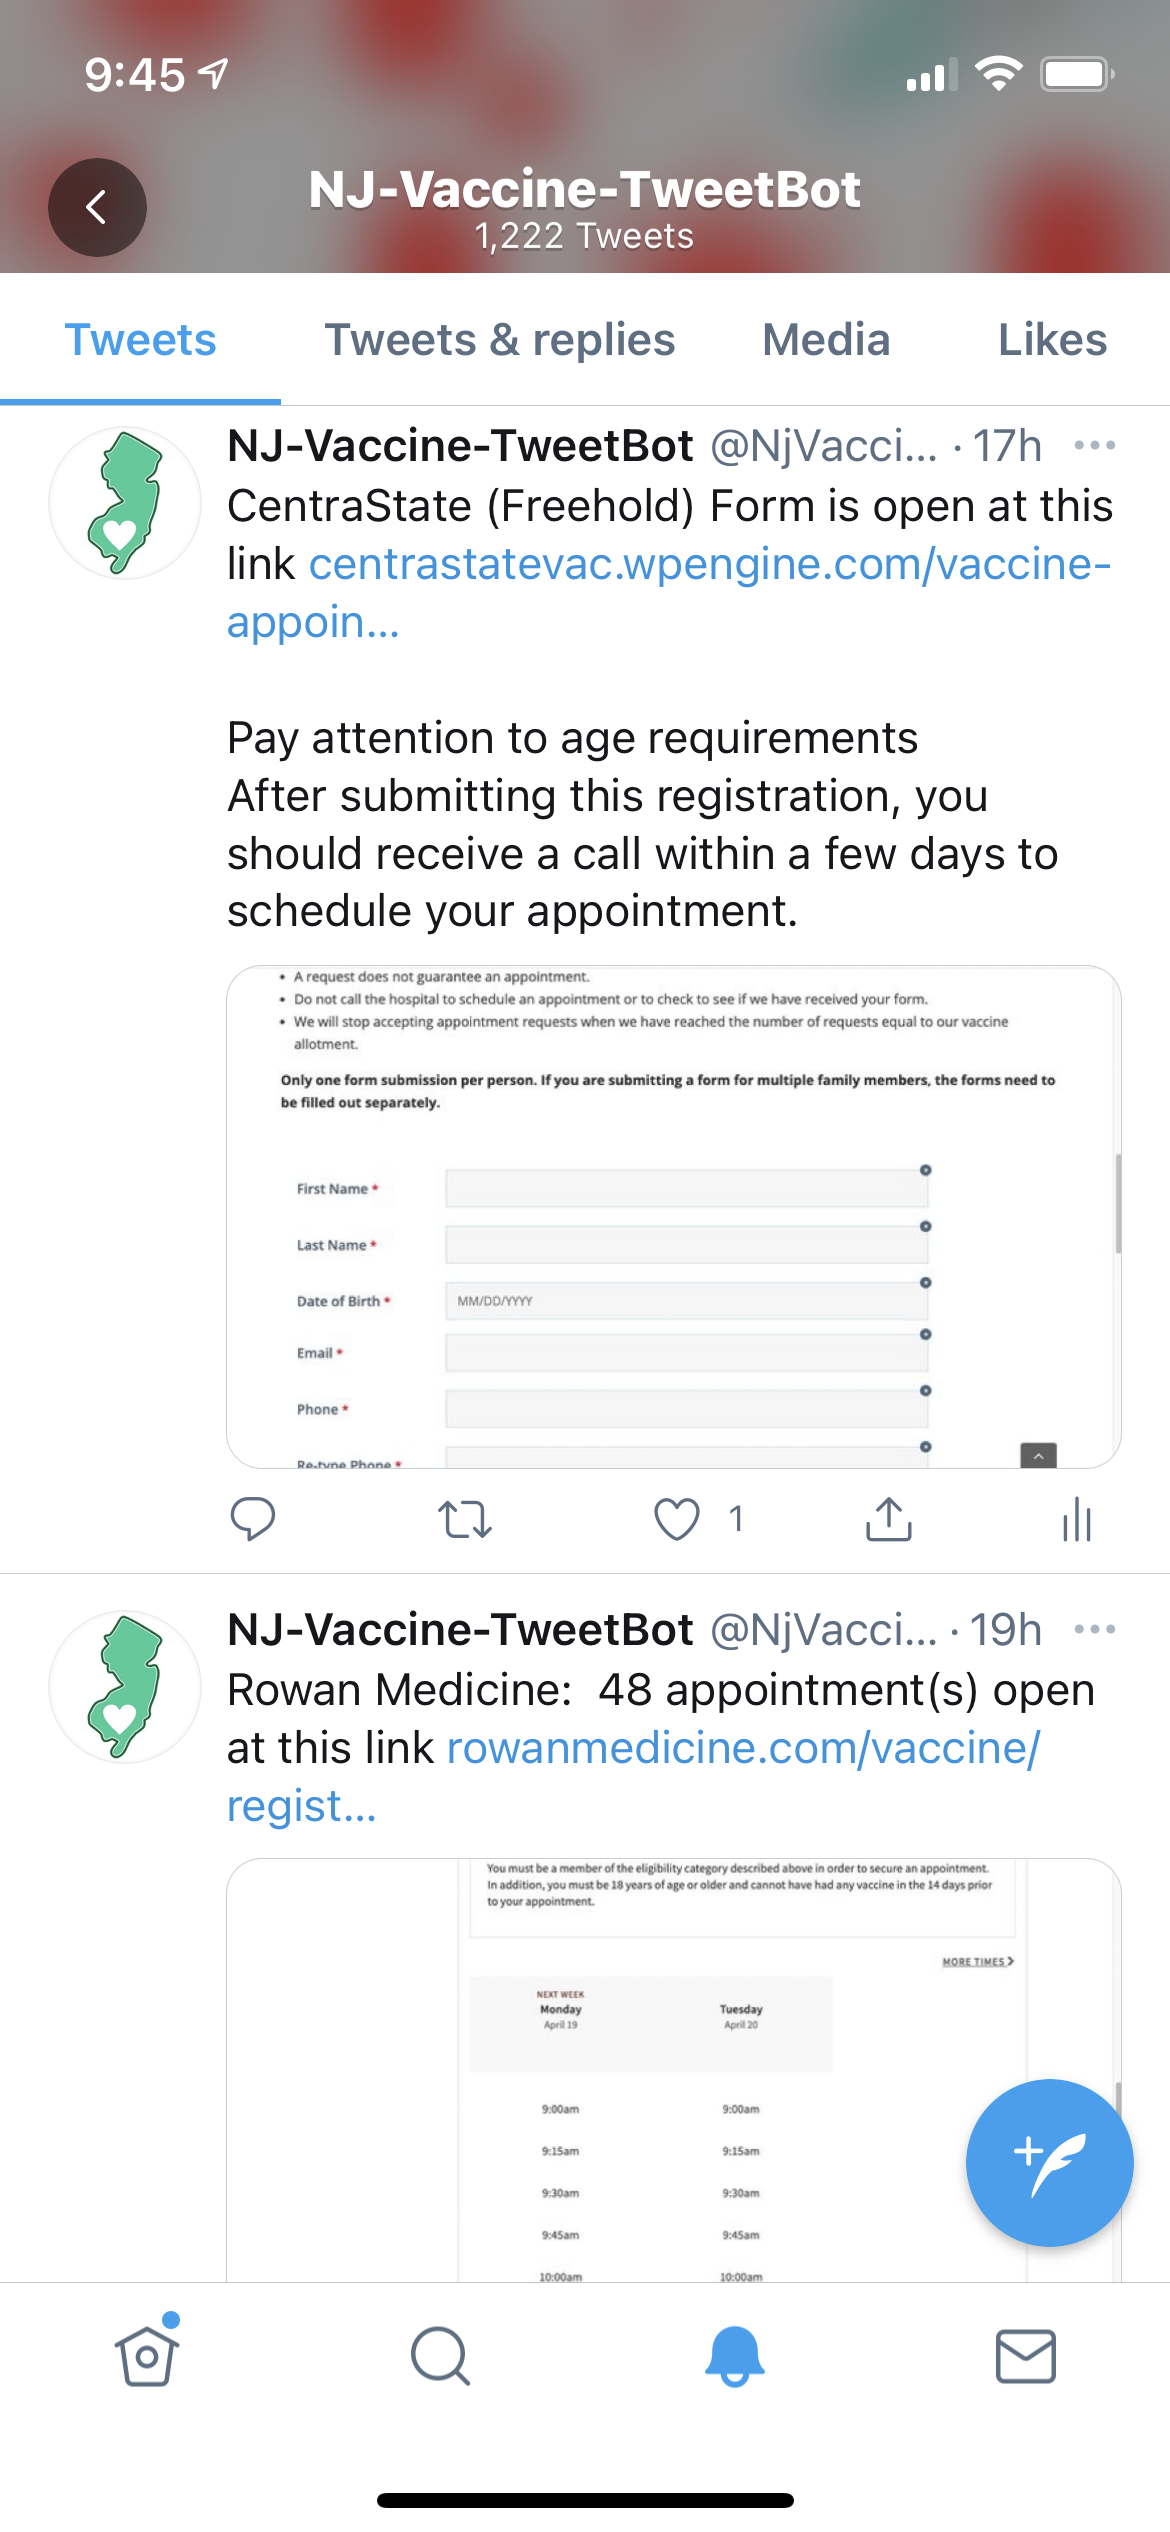 9:45
NJ-Vaccine-TweetBot
1,222 Tweets
Tweets Tweets & replies Media Likes
NJ-Vaccine-TweetBot @NjVacci... · 17h
CentraState (Freehold) Form is open at this
link centrastatevac.wpengine.com/vaccine-
appoin...
Pay attention to age requirements
After submitting this registration, you
should receive a call within a few days to
schedule your appointment.
• A request does not guarantee an appointment.
• Do not call the hospital to schedule an appointment or to check to see if we have received your form.
• We will stop accepting appointment requests when we have reached the number of requests equal to our vaccine
allotment.
Only one form submission per person. If you are submitting a form for multiple family members, the forms need to
be filled out separately.
First Name *
Last Name *
Date of Birth * MM/DD/YYYY
Email *
Phone *
Re-type Phone *
1
NJ-Vaccine-TweetBot @NjVacci... · 19h
Rowan Medicine:  48 appointment(s) open
at this link rowanmedicine.com/vaccine/
regist...
You must be a member of the eligibility category described above in order to secure an appointment.
In addition, you must be 18 years of age or older and cannot have had any vaccine in the 14 days prior
to your appointment.
MORE TIMES
NEXT WEEK
Monday Tuesday
April 19 April 20
9:00am 9:00am
9:15am 9:15am
9:30am 9:30am
9:45am 9:45am
10:00am 10:00am